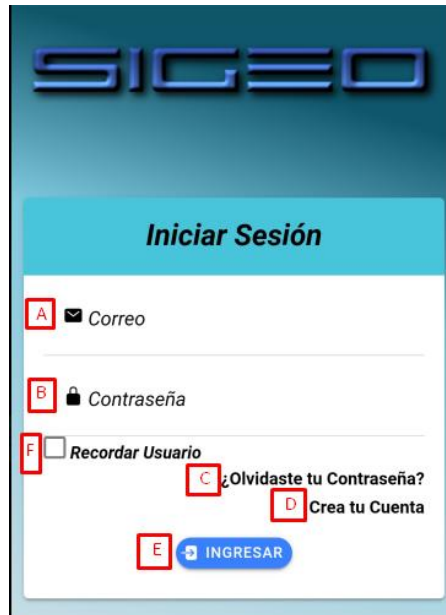 SIGEO
Iniciar Sesión
A Correo
B Contraseña
F Recordar Usuario
C ¿Olvidaste tu Contraseña?
D Crea tu Cuenta
E INGRESAR